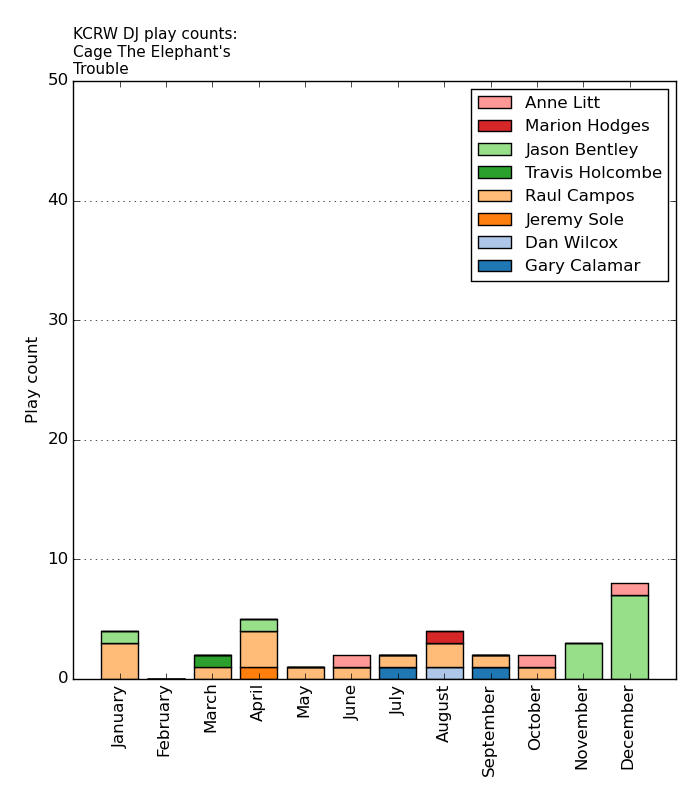 KCRW DJ play counts:
Cage The Elephant's
Trouble
50
40
30
20
10
0
Play count
Anne Litt
Marion Hodges
Jason Bentley
Travis Holcombe
Raul Campos
Jeremy Sole
Dan Wilcox
Gary Calamar
January
February
March
April
May
June
July
August
September
October
November
December